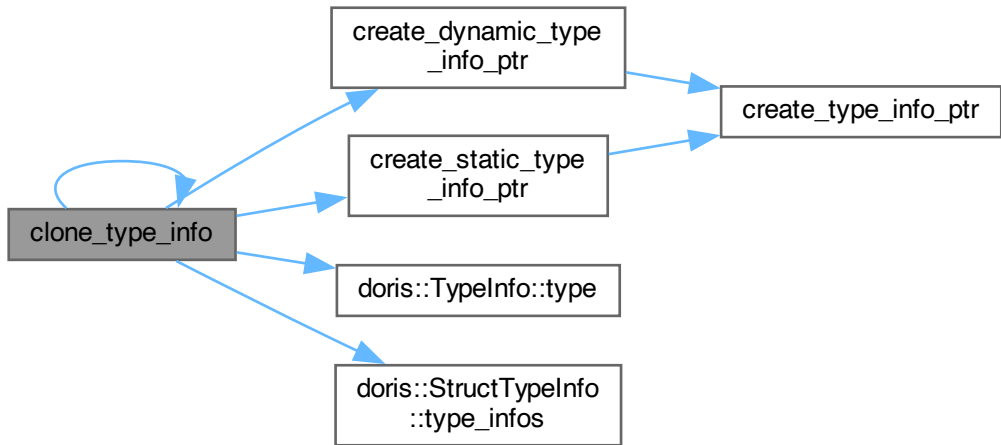 create_dynamic_type
_info_ptr
create_type_info_ptr
create_static_type
_info_ptr
clone_type_info
doris::TypeInfo::type
doris::StructTypeInfo
::type_infos